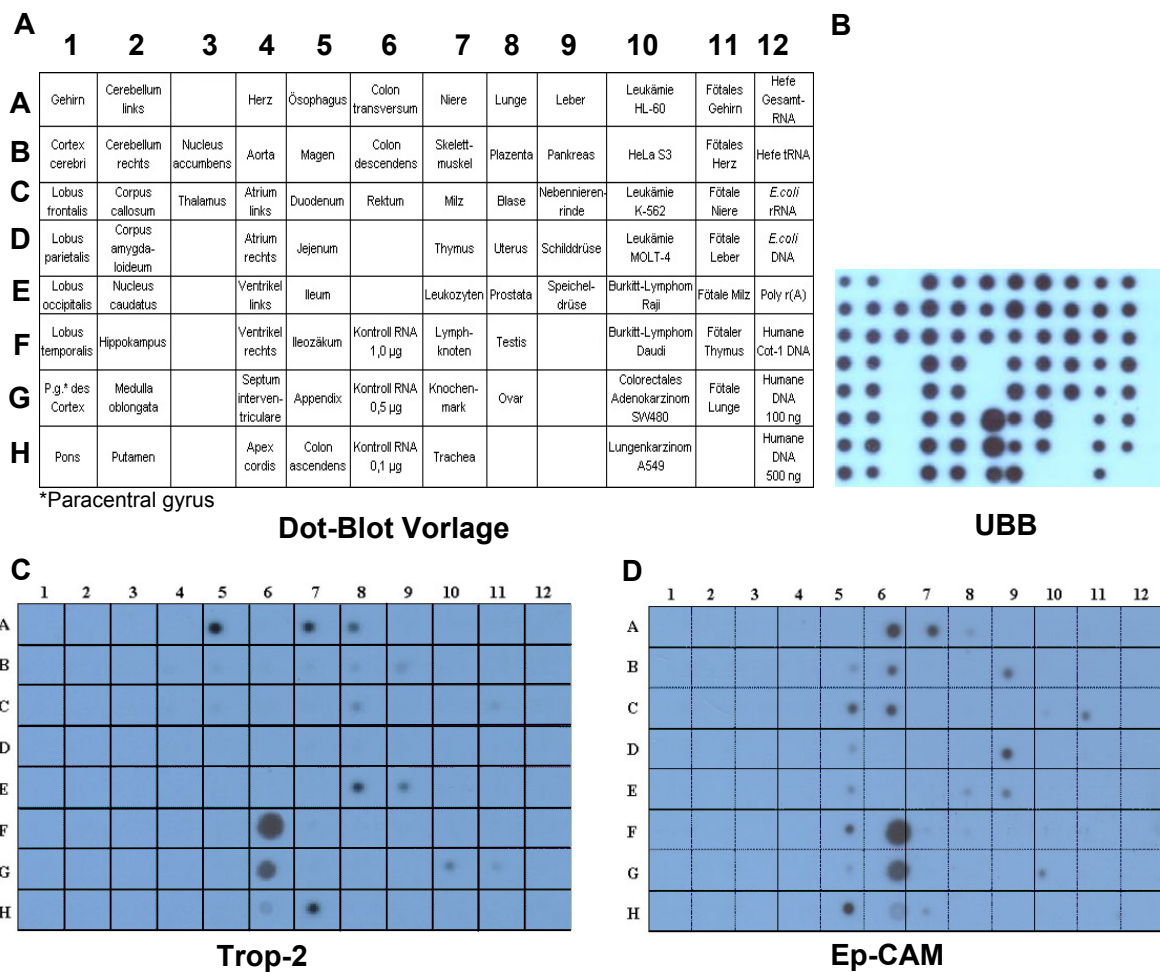 A
B
1 2 3 4 5 6 7 8 9 10 11 12
A
Gehirn
Cerebellum
links
Herz
Ösophagus
Colon
transversum
Niere
Lunge
Leber
Leukämie
HL-60
Fötales
Gehirn
Hefe
Gesamt-
RNA
B
Cortex
cerebri
Cerebellum
rechts
Nucleus
accumbens
Aorta
Magen
Colon
descendens
Skelett-
muskel
Plazenta
Pankreas
HeLa S3
Fötales
Herz
Hefe tRNA
C
Lobus
frontalis
Corpus
callosum
Thalamus
Atrium
links
Duodenum
Rektum
Milz
Blase
Nebennieren-
rinde
Leukämie
K-562
Fötale
Niere
E.coli
rRNA
D
Lobus
parietalis
Corpus
amygda-
loideum
Atrium
rechts
Jejenum
Thymus
Uterus
Schilddrüse
Leukämie
MOLT-4
Fötale
Leber
E.coli
DNA
E
Lobus
occipitalis
Nucleus
caudatus
Ventrikel
links
Ileum
Leukozyten
Prostata
Speichel-
drüse
Burkitt-Lymphom
Raji
Fötale Milz
Poly r(A)
F
Lobus
temporalis
Hippokampus
Ventrikel
rechts
Ileozäkum
Kontroll RNA
1,0 µg
Lymph-
knoten
Testis
Burkitt-Lymphom
Daudi
Fötaler
Thymus
Humane
Cot-1 DNA
G
P.g.* des
Cortex
Medulla
oblongata
Septum
interven-
triculare
Appendix
Kontroll RNA
0,5 µg
Knochen-
mark
Ovar
Colorectales
Adenokarzinom
SW480
Fötale
Lunge
Humane
DNA
100 ng
H
Pons
Putamen
Apex
cordis
Colon
ascendens
Kontroll RNA
0,1 µg
Trachea
Lungenkarzinom
A549
Humane
DNA
500 ng
*Paracentral gyrus
Dot-Blot Vorlage
UBB
C
1 2 3 4 5 6 7 8 9 10 11 12
A
B
C
D
E
F
G
H
Trop-2
D
1 2 3 4 5 6 7 8 9 10 11 12
A
B
C
D
E
F
G
H
Ep-CAM